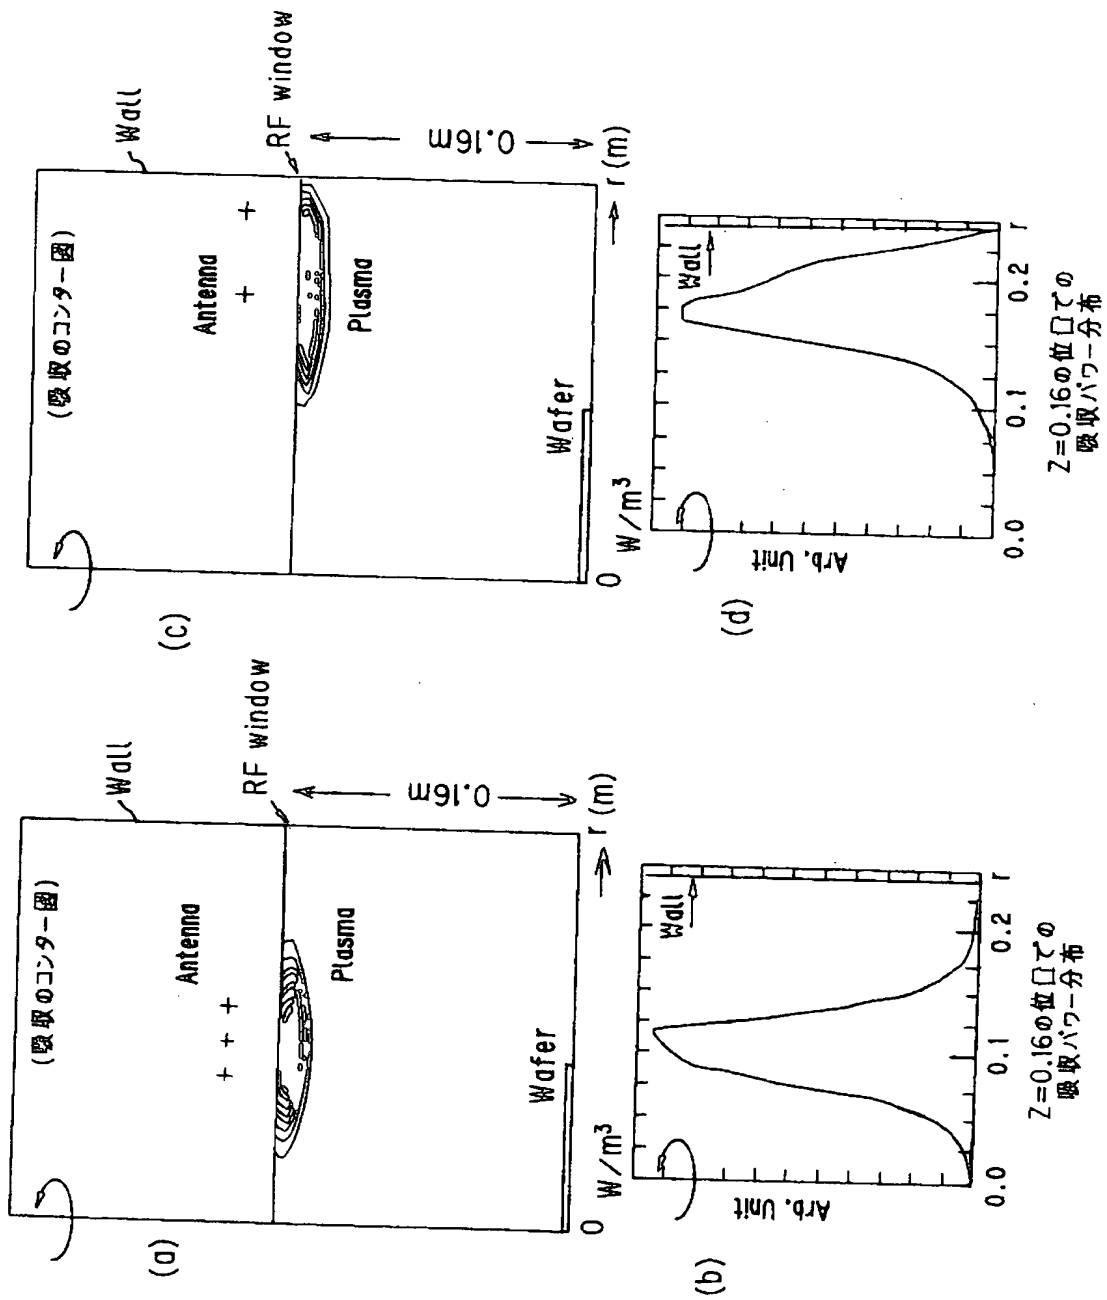 (a)
(吸収のコンター図)
Wall
Antenna
+ + +
RF window
Plasma
0.16m
Wafer
0
r (m)
(b)
W/m³
Arb. Unit
Wall
0.0
0.1
0.2
r
Z=0.16の位口での
吸収パワー分布
(c)
(吸収のコンター図)
Wall
Antenna
+ +
RF window
Plasma
0.16m
Wafer
0
r (m)
(d)
W/m³
Arb. Unit
Wall
0.0
0.1
0.2
r
Z=0.16の位口での
吸収パワー分布